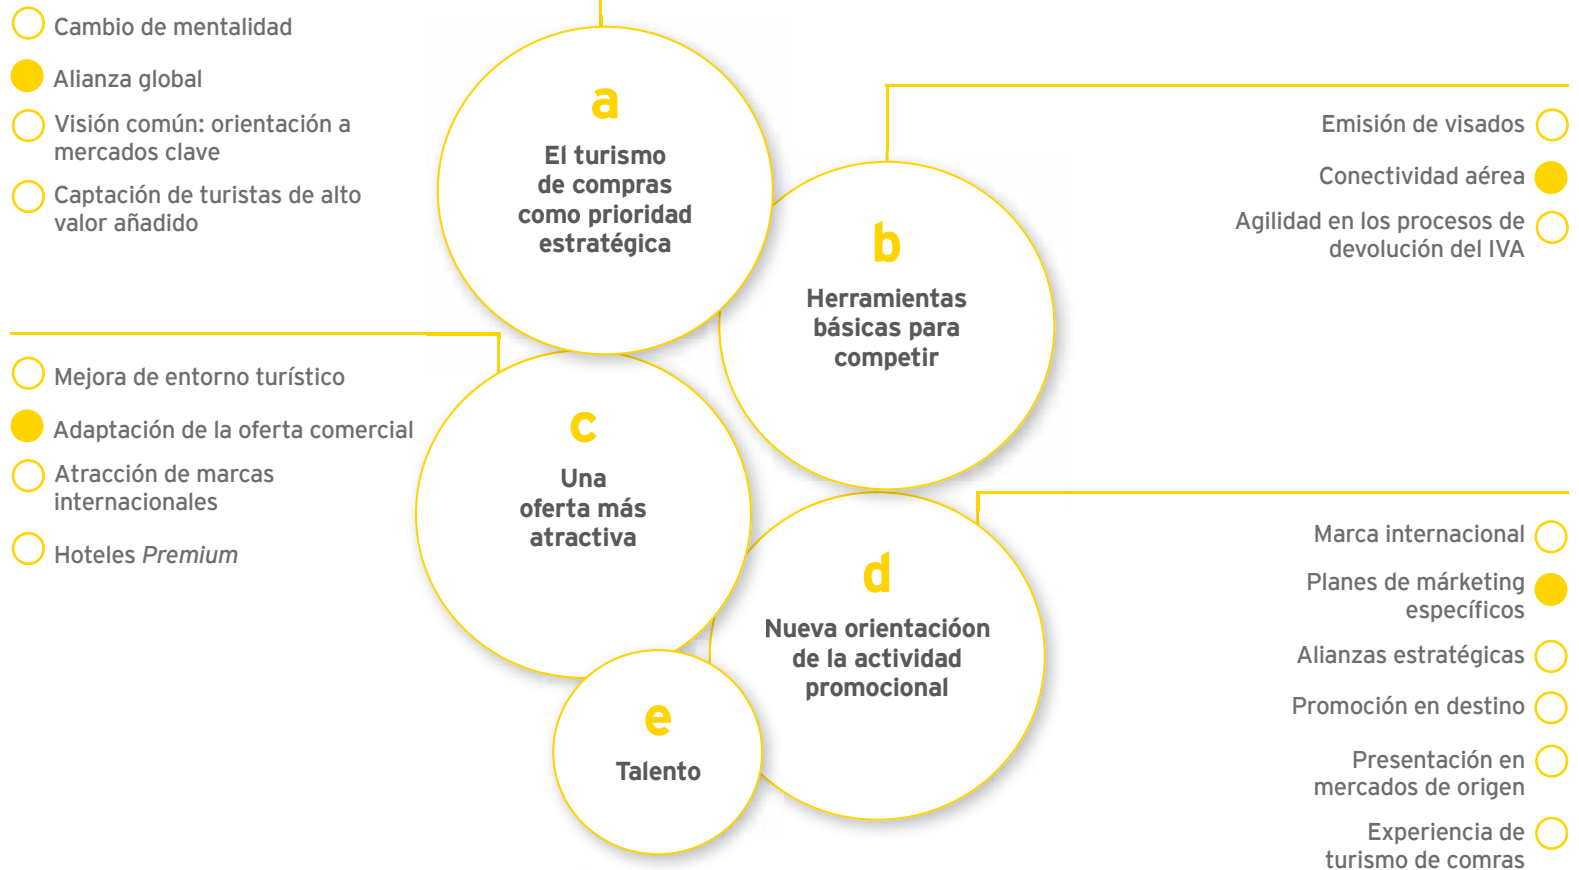 Cambio de mentalidad
Alianza global
Visión común: orientación a
mercados clave
Captación de turistas de alto
valor añadido
a
El turismo
de compras
como prioridad
estratégica
Emisión de visados
Conectividad aérea
Agilidad en los procesos de
devolución del IVA
b
Herramientas
básicas para
competir
Mejora de entorno turístico
Adaptación de la oferta comercial
Atracción de marcas
internacionales
Hoteles Premium
c
Una
oferta más
atractiva
d
Nueva orientacióon
de la actividad
promocional
Marca internacional
Planes de márketing
específicos
Alianzas estratégicas
Promoción en destino
Presentación en
mercados de origen
Experiencia de
turismo de comras
e
Talento